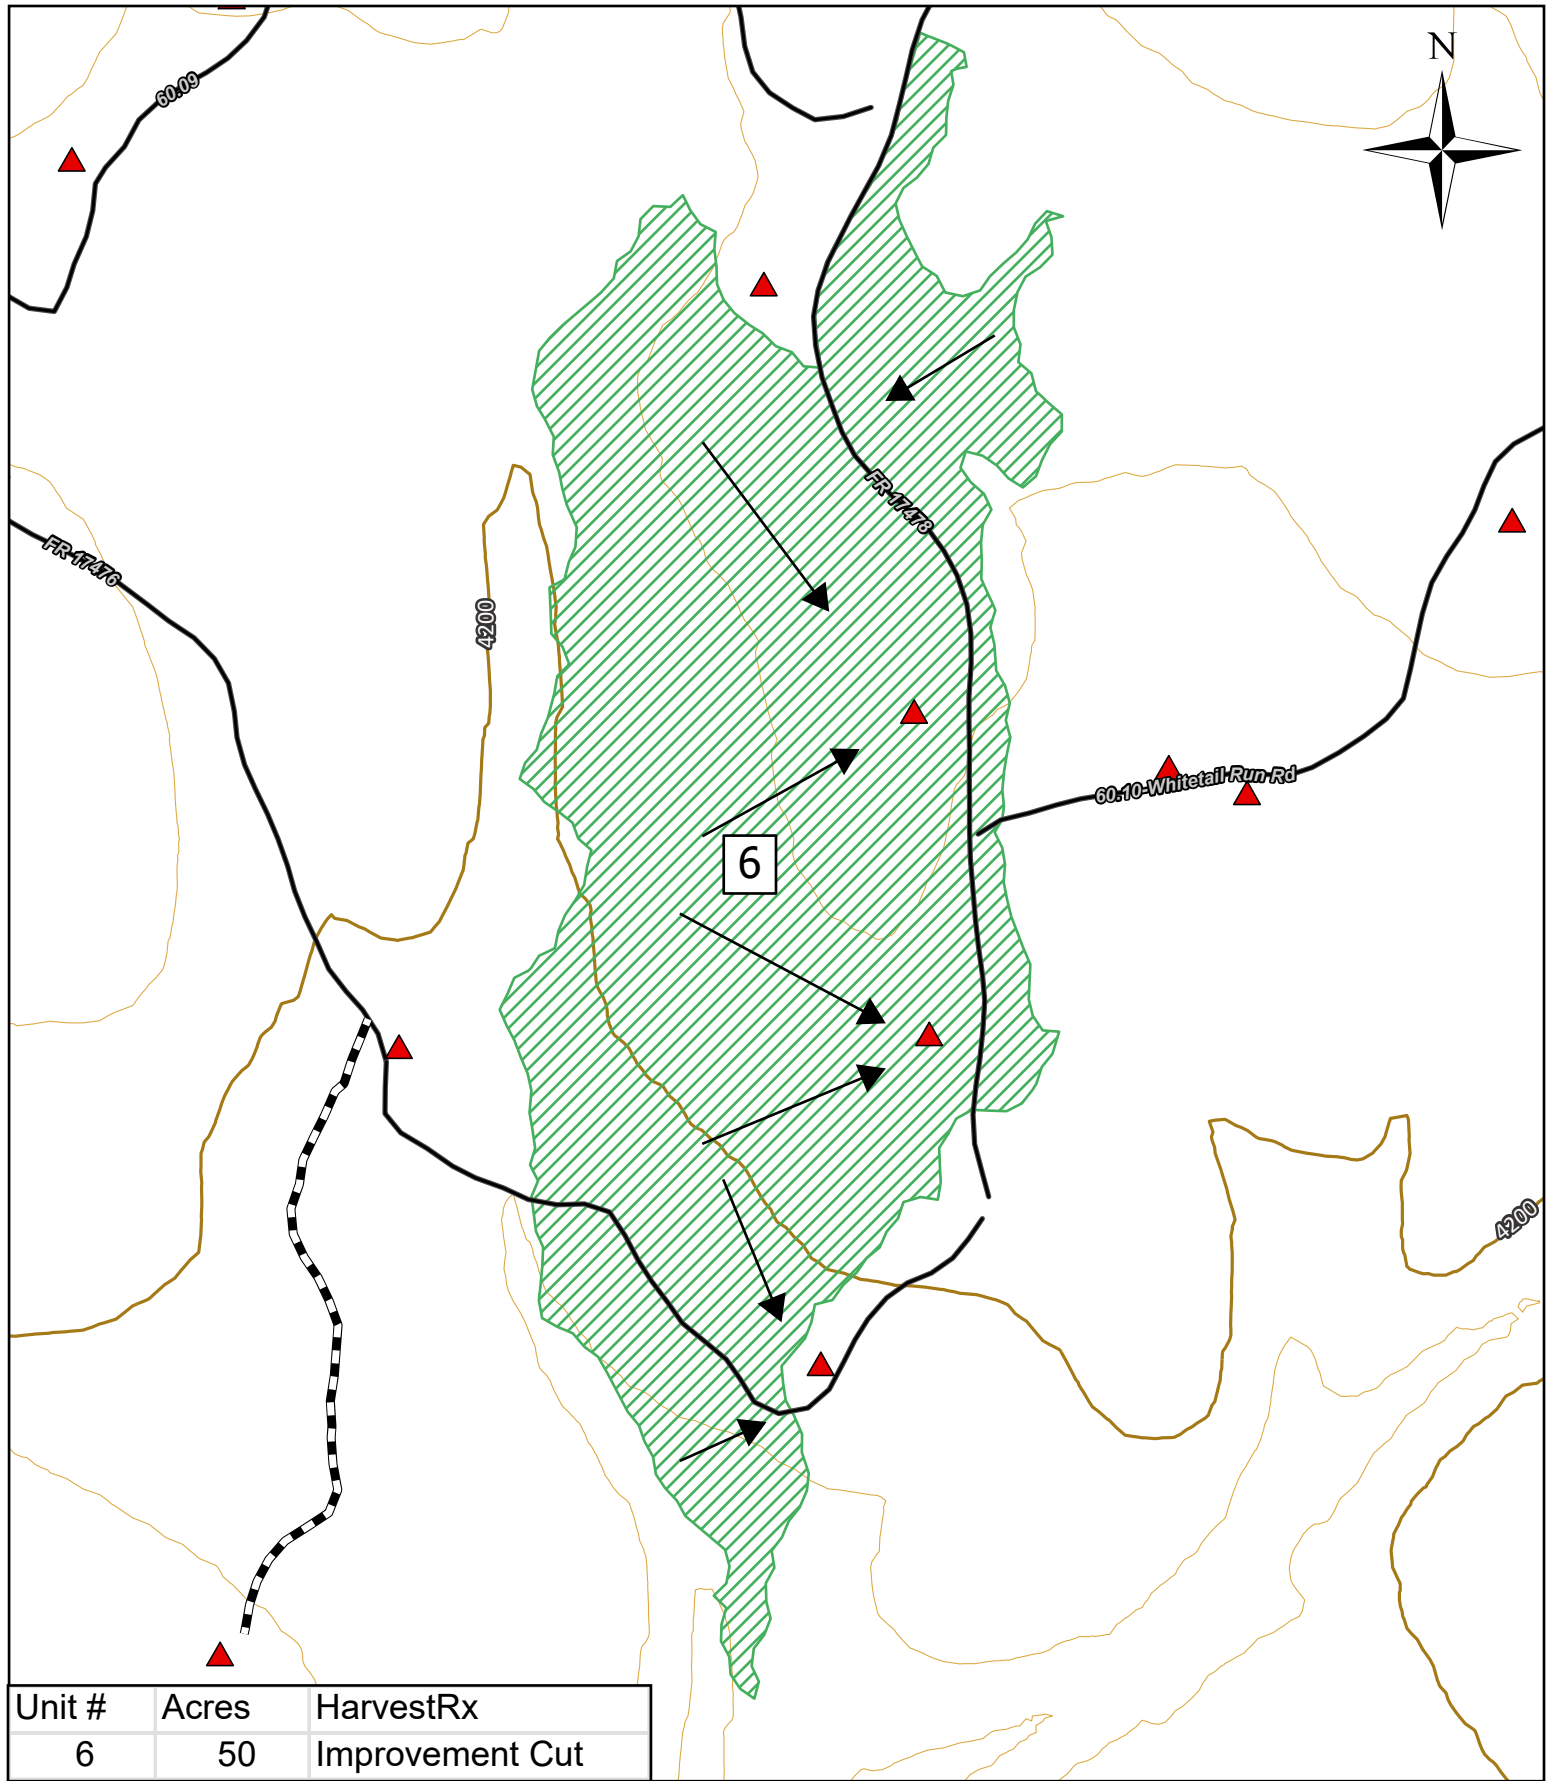 N
60.09
FR 17478
FR 17476
4200
60.10-Whitetail Run Rd
6
4200
Unit # Acres HarvestRx
6 50 Improvement Cut